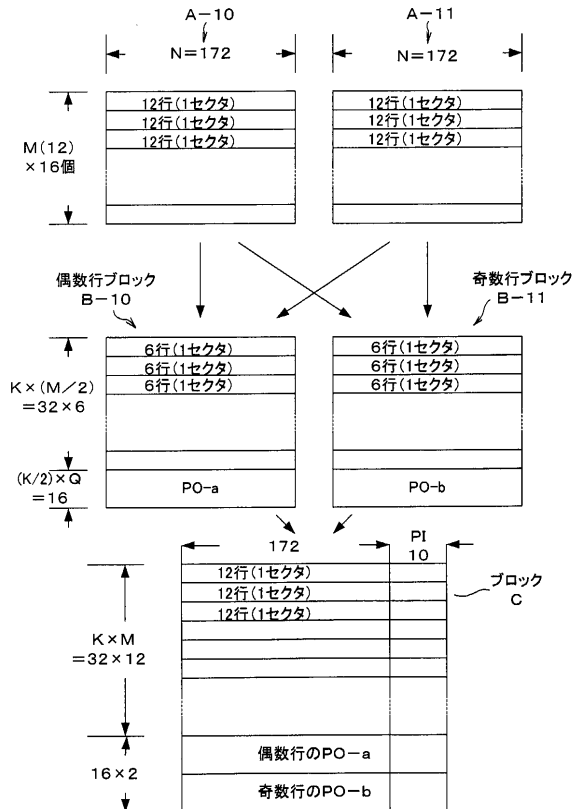 A-10
A-11
N=172
N=172
12行(1セクタ)
12行(1セクタ)
12行(1セクタ)
12行(1セクタ)
12行(1セクタ)
12行(1セクタ)
M(12)
×16個
偶数行ブロック
B-10
奇数行ブロック
B-11
6行(1セクタ)
6行(1セクタ)
6行(1セクタ)
6行(1セクタ)
6行(1セクタ)
6行(1セクタ)
K×(M/2)
=32×6
(K/2)×Q
=16
PO-a
PO-b
172
PI
10
12行(1セクタ)
12行(1セクタ)
12行(1セクタ)
ブロック
C
K×M
=32×12
16×2
偶数行のPO-a
奇数行のPO-b